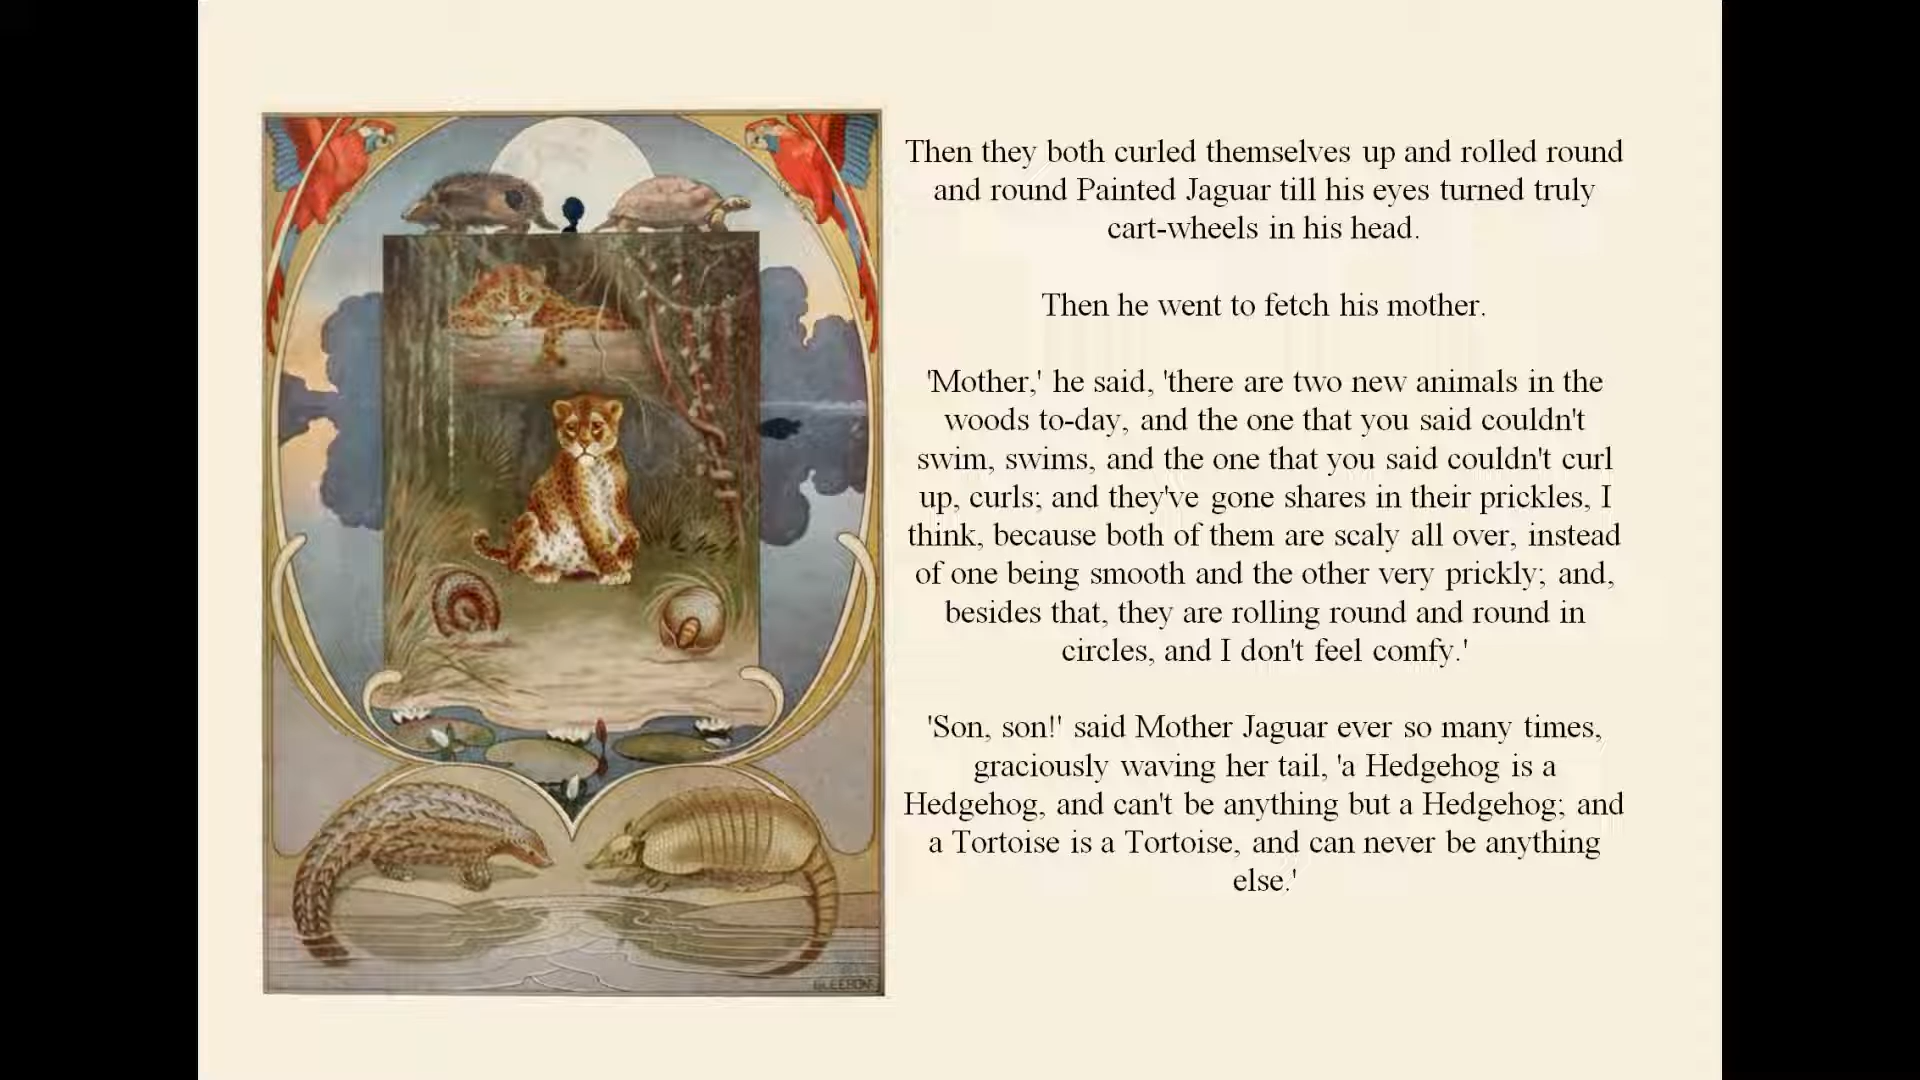 Then they both curled themselves up and rolled round
and round Painted Jaguar till his eyes turned truly
cart-wheels in his head.
Then he went to fetch his mother.
'Mother,' he said, 'there are two new animals in the
woods to-day, and the one that you said couldn't
swim, swims, and the one that you said couldn't curl
up, curls; and they've gone shares in their prickles, I
think, because both of them are scaly all over, instead
of one being smooth and the other very prickly; and,
besides that, they are rolling round and round in
circles, and I don't feel comfy.'
'Son, son!' said Mother Jaguar ever so many times,
graciously waving her tail, 'a Hedgehog is a
Hedgehog, and can't be anything but a Hedgehog; and
a Tortoise is a Tortoise, and can never be anything
else.'